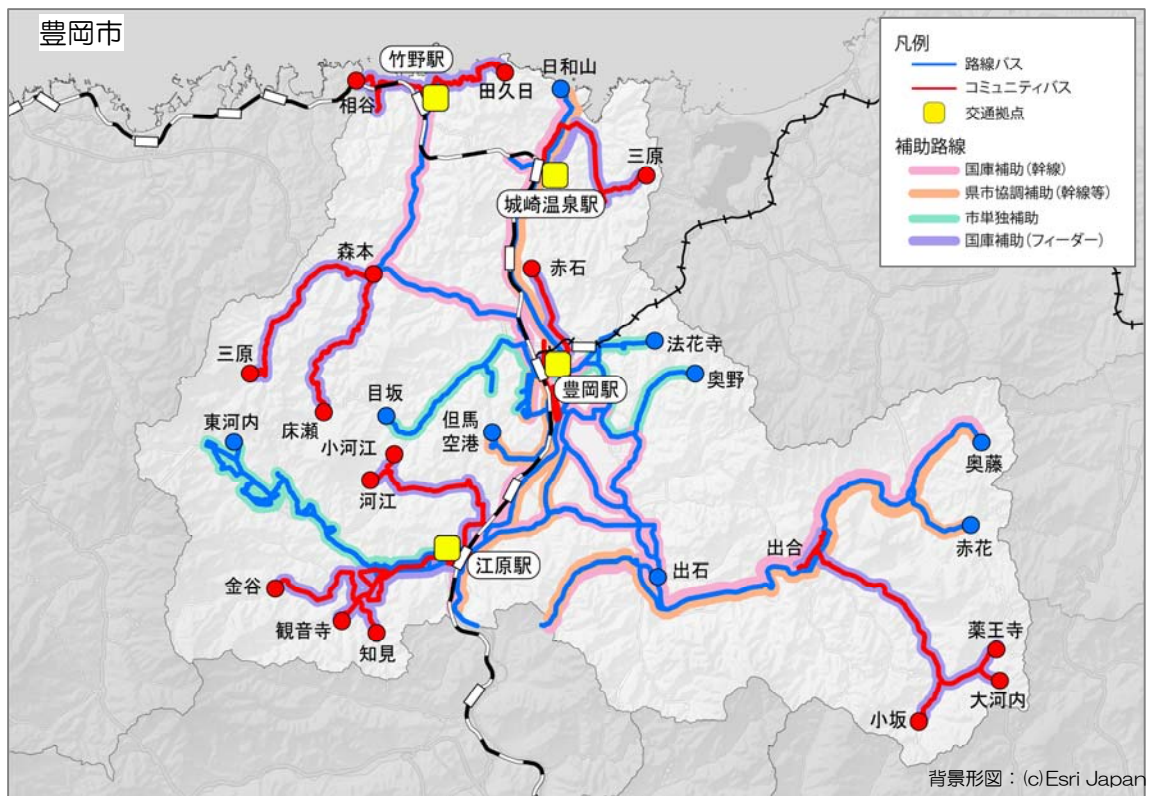 豊岡市
凡例
路線バス
コミュニティバス
交通拠点
補助路線
国庫補助(幹線)
県市協調補助(幹線等)
市単独補助
国庫補助(フィーダー)
竹野駅
日和山
相谷
田久日
三原
城崎温泉駅
森本
赤石
法花寺
三原
豊岡駅
奥野
目坂
但馬
空港
東河内
床瀬
小河江
河江
奥藤
赤花
出合
江原駅
出石
金谷
観音寺
知見
薬王寺
大河内
小坂
背景形図:(c)Esri Japan